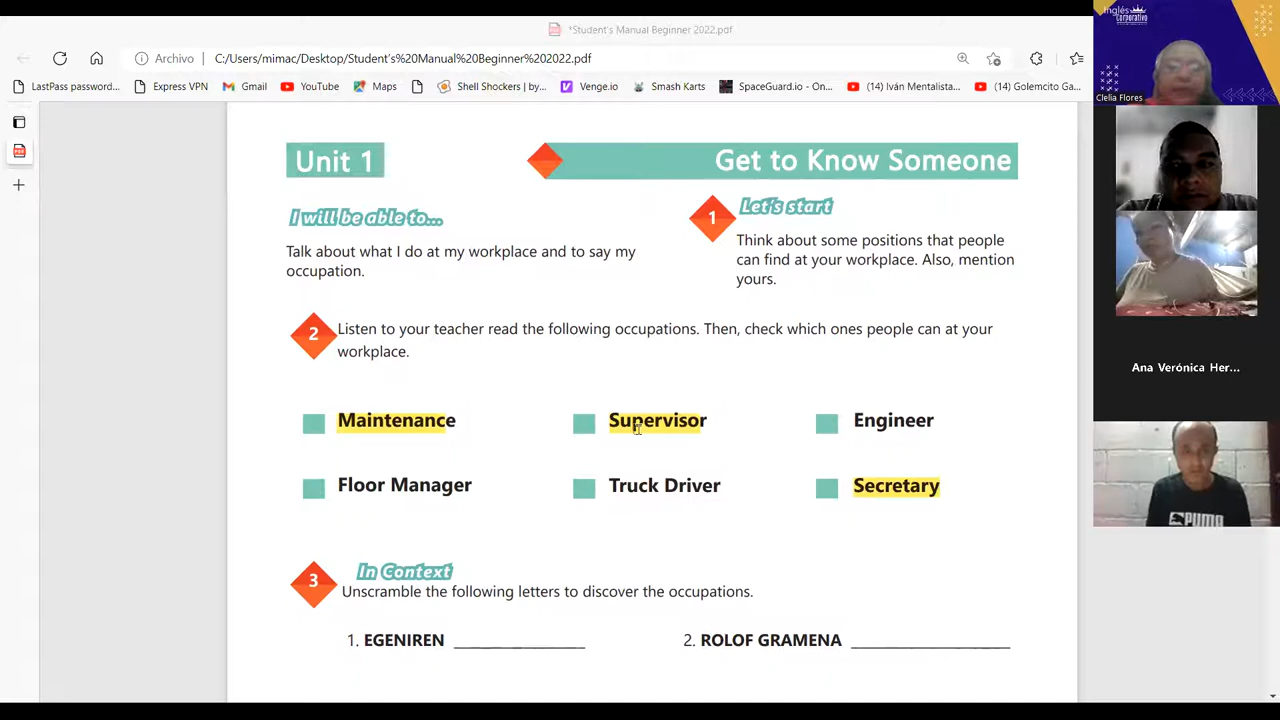 *Student's Manual Beginner 2022.pdf
Archivo C:/Users/mimac/Desktop/Student's%20Manual%20Beginner%202022.pdf
LastPass password... Express VPN Gmail YouTube Maps Shell Shockers | by... Venge.io Smash Karts SpaceGuard.io - On... (14) Iván Mentalista... (14) Golemcito Ga...
Inglés
Corporativo
Clelia Flores
Ana Verónica Her...
PUMA
Unit 1
Get to Know Someone
I will be able to...
Talk about what I do at my workplace and to say my
occupation.
1 Let's start
Think about some positions that people
can find at your workplace. Also, mention
yours.
2 Listen to your teacher read the following occupations. Then, check which ones people can at your
workplace.
Maintenance Supervisor Engineer
Floor Manager Truck Driver Secretary
3 In Context
Unscramble the following letters to discover the occupations.
1. EGENIREN _______________ 2. ROLOF GRAMENA __________________